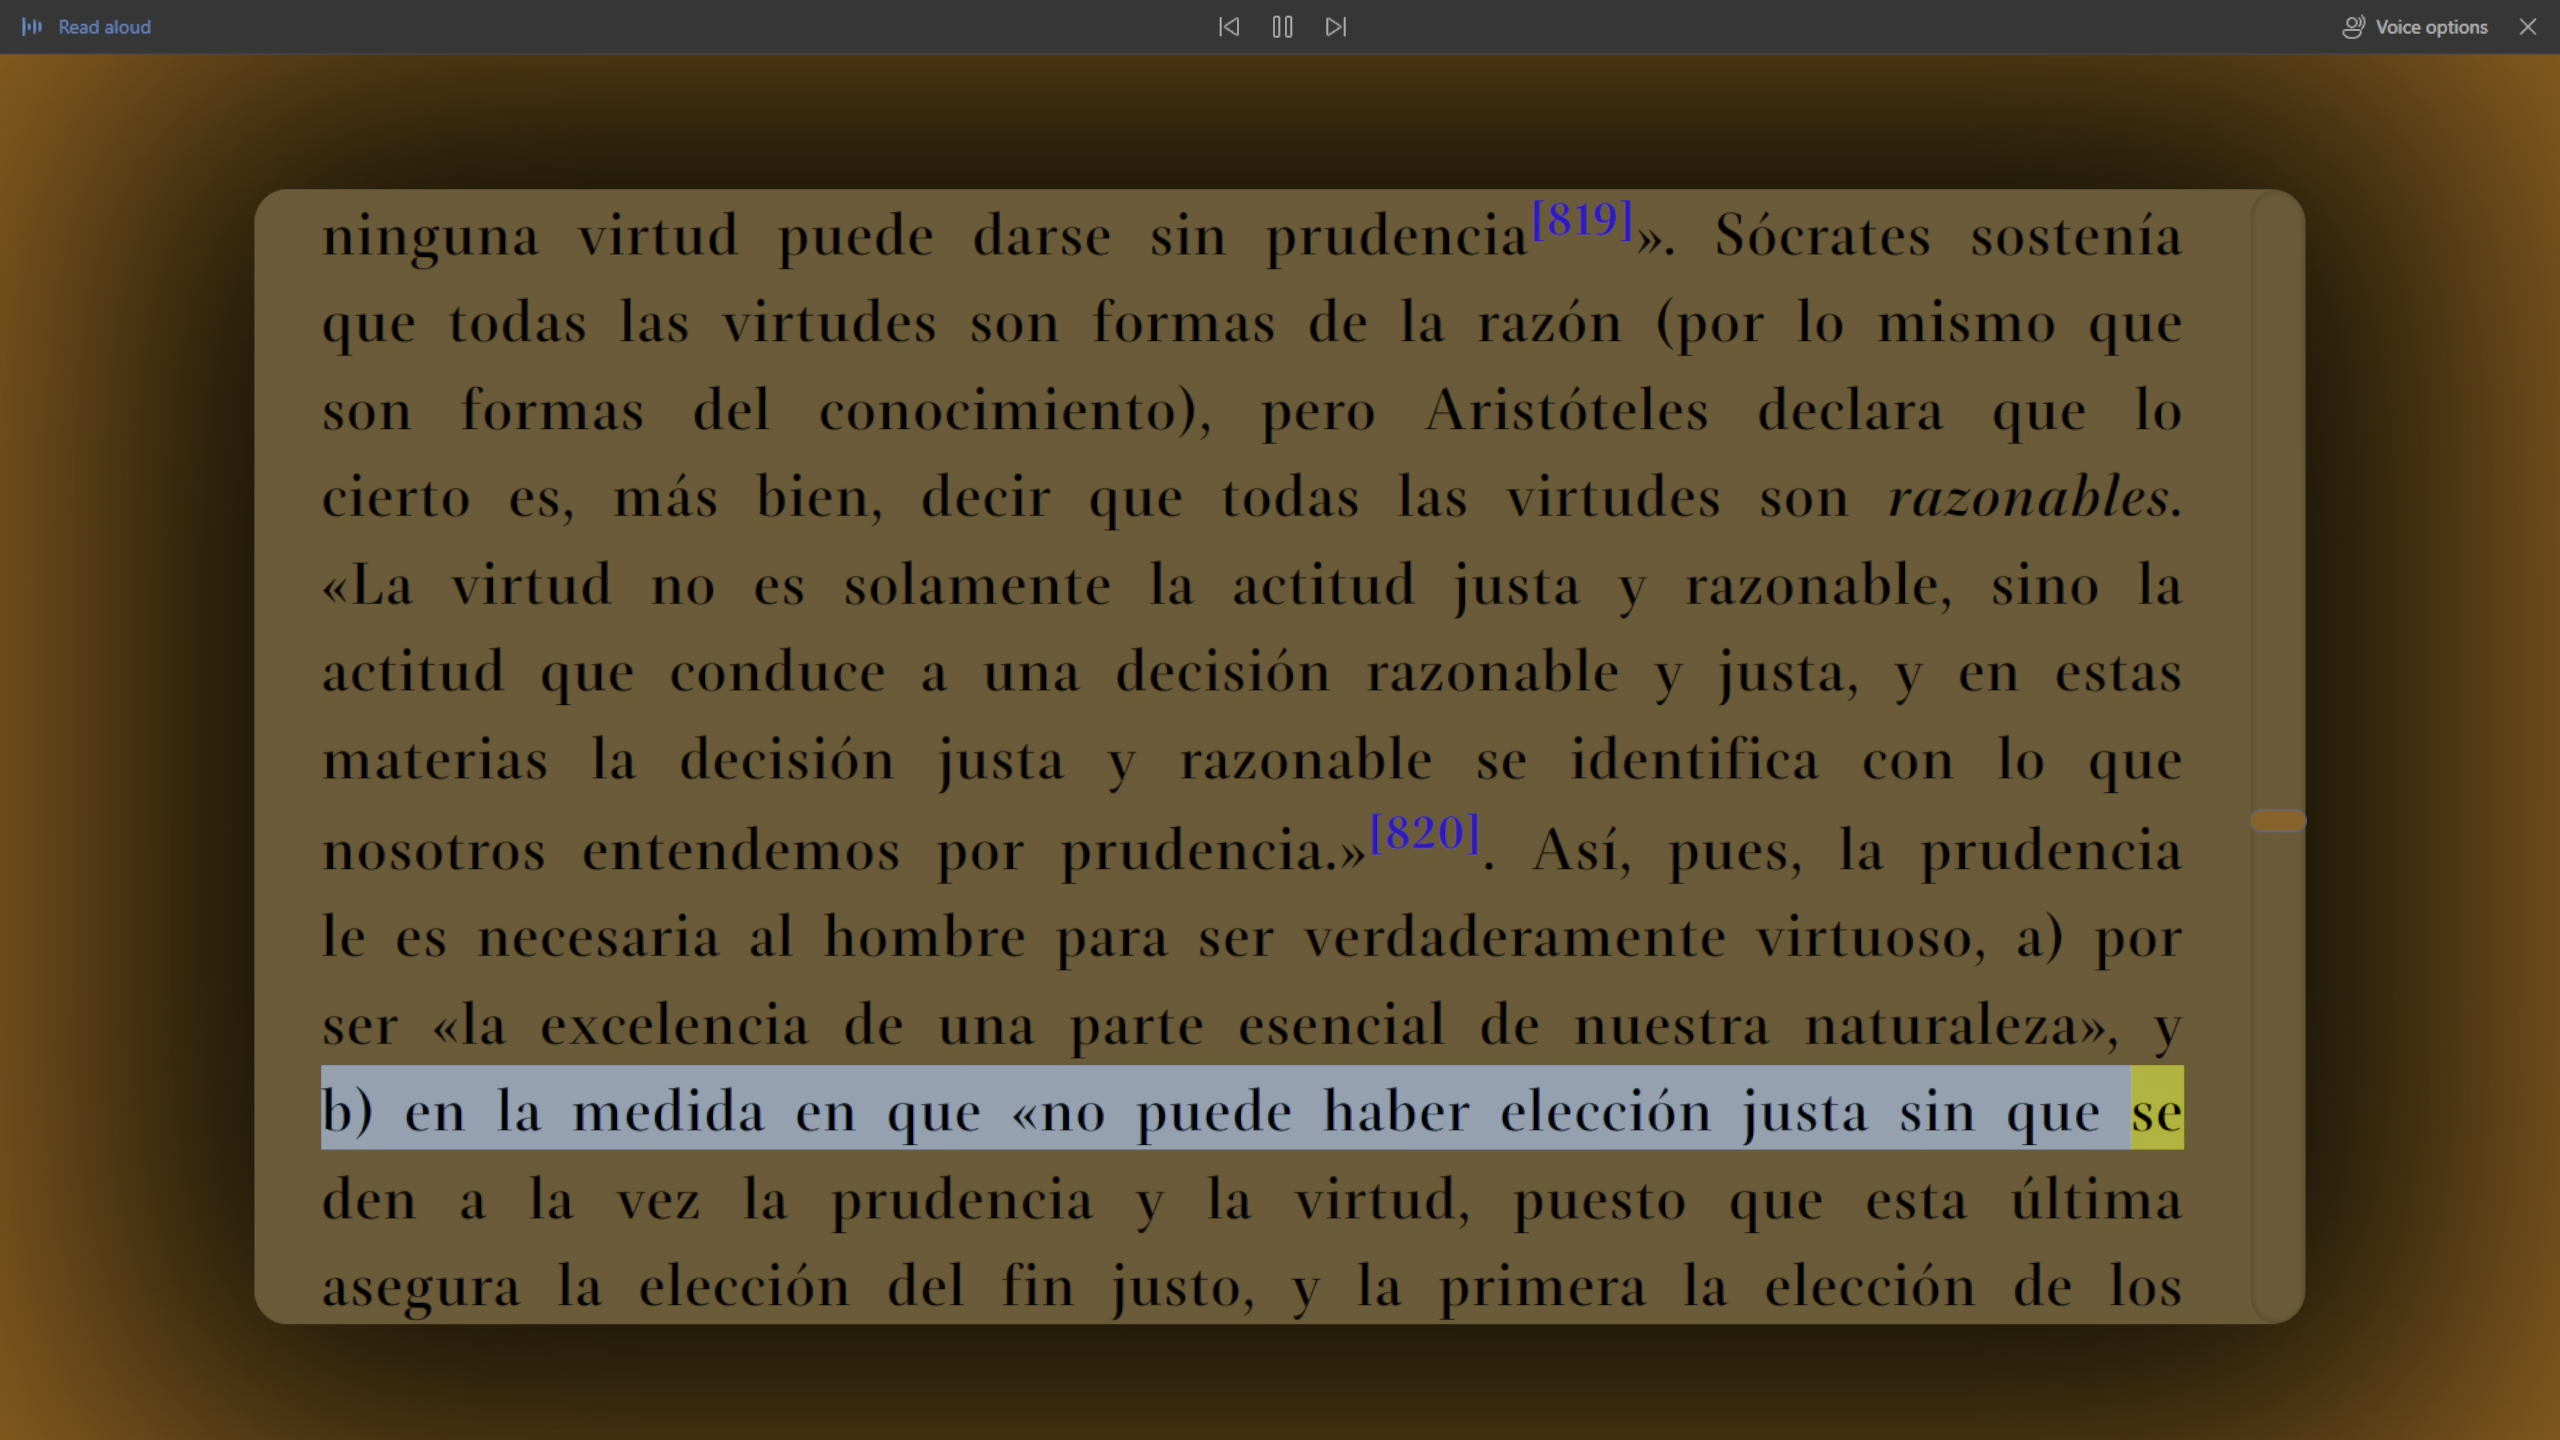 Read aloud
Voice options
ninguna virtud puede darse sin prudencia[819]». Sócrates sostenía
que todas las virtudes son formas de la razón (por lo mismo que
son formas del conocimiento), pero Aristóteles declara que lo
cierto es, más bien, decir que todas las virtudes son razonables.
«La virtud no es solamente la actitud justa y razonable, sino la
actitud que conduce a una decisión razonable y justa, y en estas
materias la decisión justa y razonable se identifica con lo que
nosotros entendemos por prudencia.»[820]. Así, pues, la prudencia
le es necesaria al hombre para ser verdaderamente virtuoso, a) por
ser «la excelencia de una parte esencial de nuestra naturaleza», y
b) en la medida en que «no puede haber elección justa sin que se
den a la vez la prudencia y la virtud, puesto que esta última
asegura la elección del fin justo, y la primera la elección de los